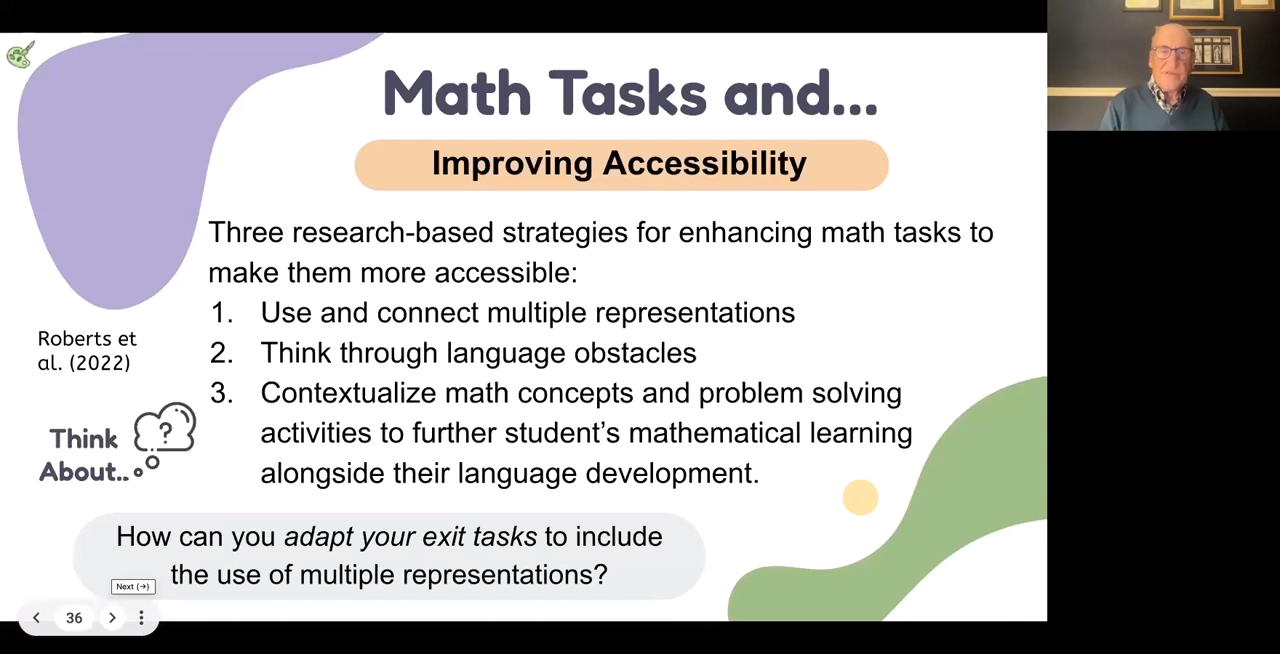 Math Tasks and...
Improving Accessibility
Three research-based strategies for enhancing math tasks to
make them more accessible:
1. Use and connect multiple representations
2. Think through language obstacles
3. Contextualize math concepts and problem solving
activities to further student’s mathematical learning
alongside their language development.
Roberts et
al. (2022)
?
Think
About..
How can you adapt your exit tasks to include
the use of multiple representations?
Next (→)
36